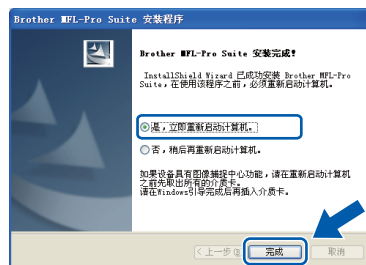 Brother MFL-Pro Suite 安装程序
Brother MFL-Pro Suite 安装完成!
InstallShield Wizard 已成功安装 Brother MFL-Pro
Suite,在使用该程序之前,必须重新启动计算机。
是,立即重新启动计算机。
否,稍后再重新启动计算机。
如果设备具有图像捕捉中心功能,请在重新启动计算机
之前先取出所有的介质卡。
请在Windows引导完成后再插入介质卡。
<上一步(B) 完成 取消